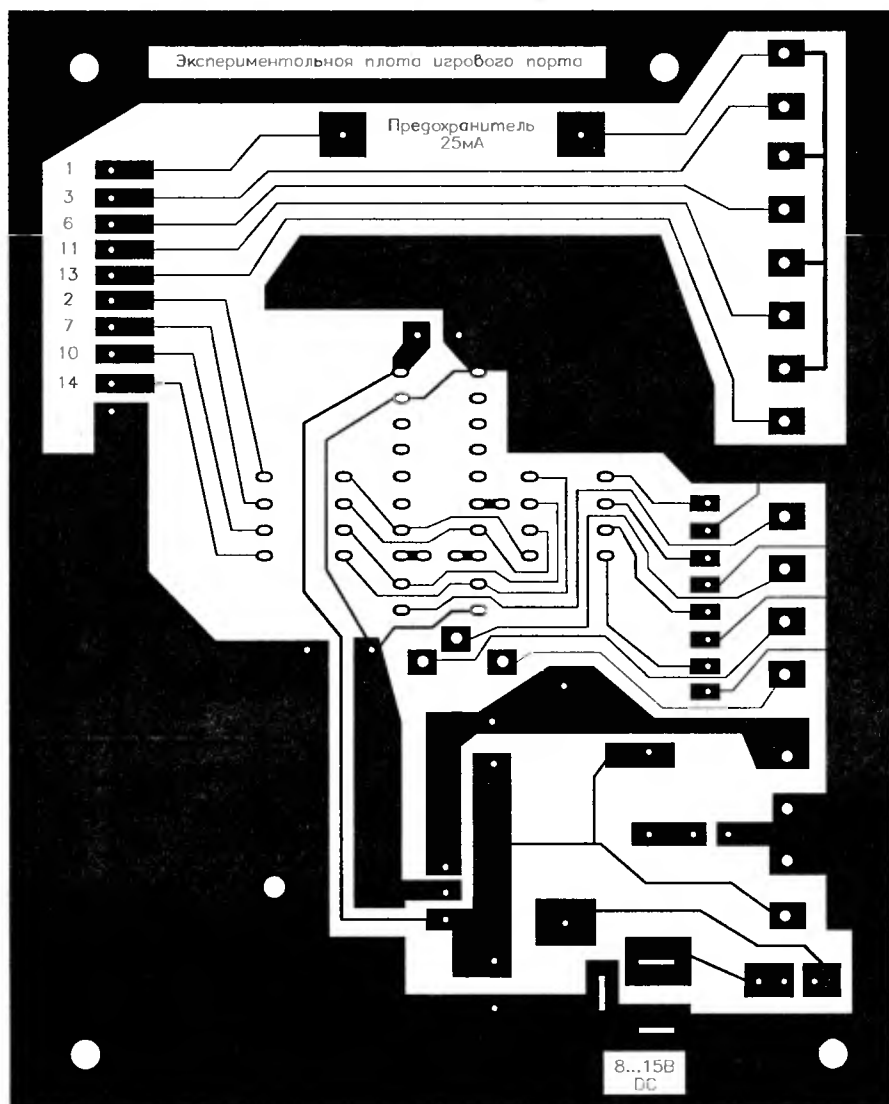 Экспериментольноя плото игрового порто
Предохранитель
25мА
1
3
6
11
13
2
7
10
14
8...15В
DC